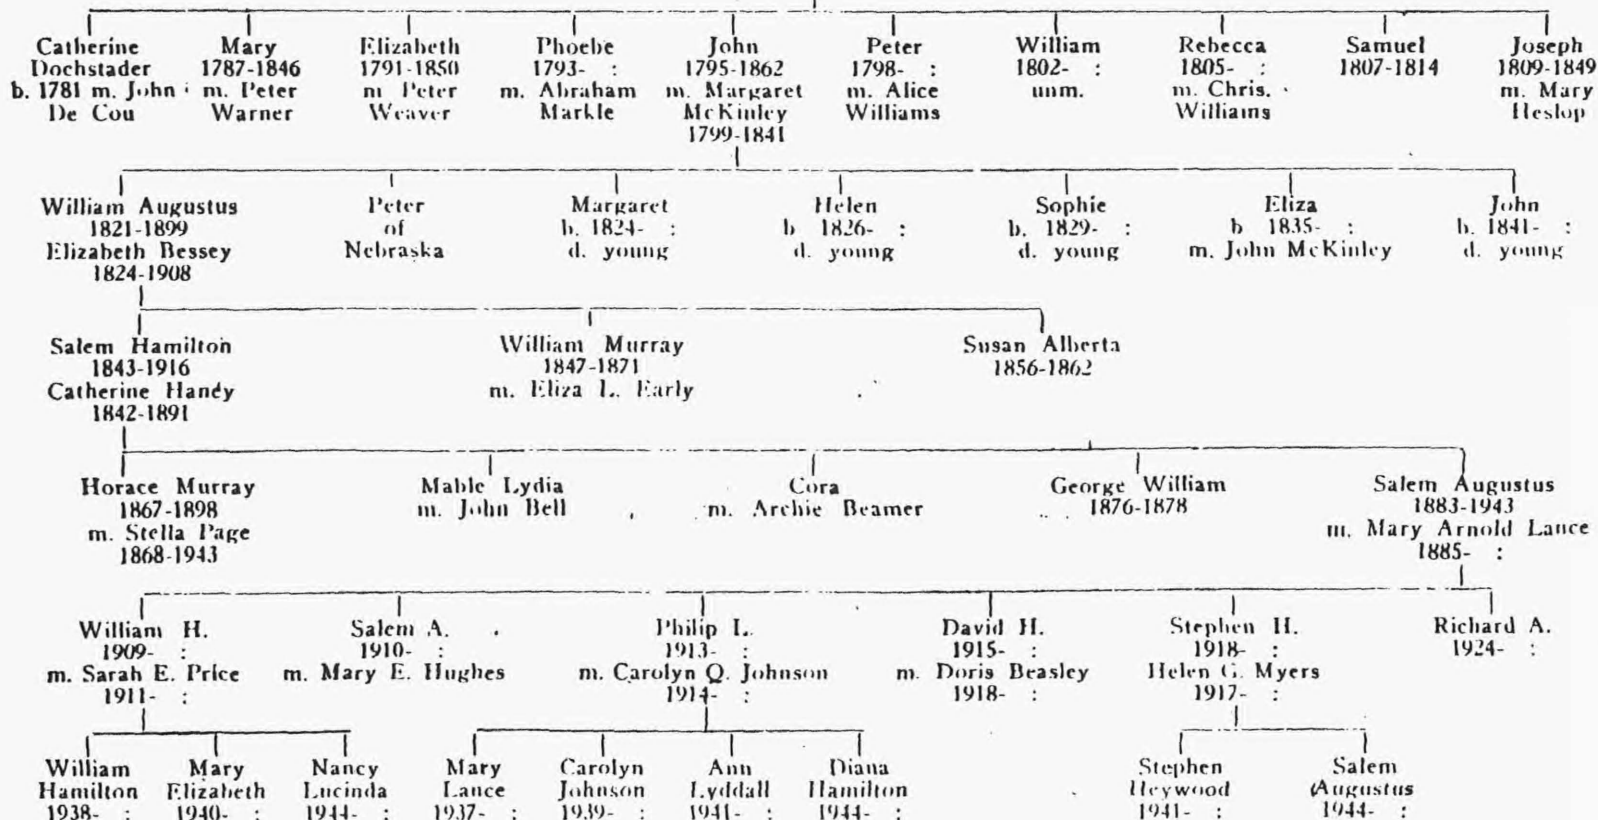 Catherine
Dochstader
b. 1781 m. John
De Cou
Mary
1787-1846
m. Peter
Warner
Elizabeth
1791-1850
m Peter
Weaver
Phoebe
1793- :
m. Abraham
Markle
John
1795-1862
m. Margaret
McKinley
1799-1841
Peter
1798- :
m. Alice
Williams
William
1802- :
unm.
Rebecca
1805- :
m. Chris.
Williams
Samuel
1807-1814
Joseph
1809-1849
m. Mary
Heslop
William Augustus
1821-1899
Elizabeth Bessey
1824-1908
Peter
of
Nebraska
Margaret
b. 1824- :
d. young
Helen
b 1826- :
d. young
Sophie
b. 1829- :
d. young
Eliza
b 1835- :
m. John McKinley
John
b. 1841- :
d. young
Salem Hamilton
1843-1916
Catherine Handy
1842-1891
William Murray
1847-1871
m. Eliza L. Early
Susan Alberta
1856-1862
Horace Murray
1867-1898
m. Stella Page
1868-1943
Mable Lydia
m. John Bell
Cora
m. Archie Beamer
George William
1876-1878
Salem Augustus
1883-1943
m. Mary Arnold Lance
1885- :
William H.
1909- :
m. Sarah E. Price
1911- :
Salem A.
1910- :
m. Mary E. Hughes
Philip L.
1913- :
m. Carolyn Q. Johnson
1914- :
David H.
1915- :
m. Doris Beasley
1918- :
Stephen H.
1918- :
Helen G. Myers
1917- :
Richard A.
1924- :
William
Hamilton
1938- :
Mary
Elizabeth
1940- :
Nancy
Lucinda
1944- :
Mary
Lance
1937- :
Carolyn
Johnson
1939- :
Ann
Lyddall
1941- :
Diana
Hamilton
1944- :
Stephen
Heywood
1941- :
Salem
Augustus
1944- :